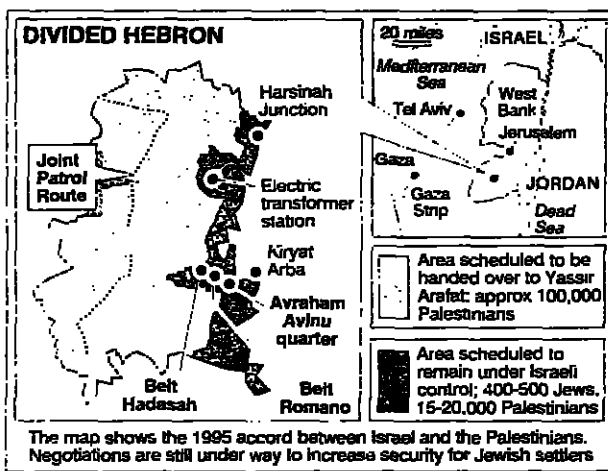 DIVIDED HEBRON
Harsinah
Junction
Joint
Patrol
Route
Electric
transformer
station
Kiryat
Arba
Avraham
Avinu
quarter
Beit
Hadasah
Beit
Romano
20 miles
ISRAEL
Mediterranean
Sea
West
Bank
Tel Aviv
Jerusalem
Gaza
Gaza
Strip
JORDAN
Dead
Sea
Area scheduled to be
handed over to Yassir
Arafat: approx 100,000
Palestinians
Area scheduled to
remain under Israeli
control; 400-500 Jews,
15-20,000 Palestinians
The map shows the 1995 accord between Israel and the Palestinians.
Negotiations are still under way to increase security for Jewish settlers